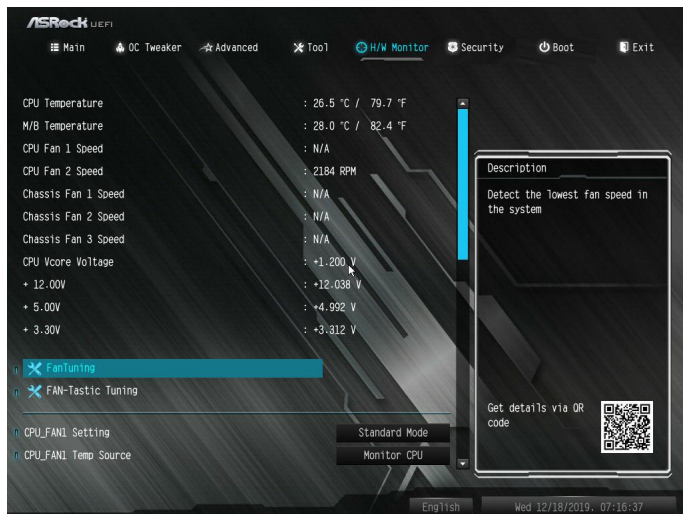 ASRock UEFI
Main OC Tweaker Advanced Tool H/W Monitor Security Boot Exit
CPU Temperature : 26.5 °C / 79.7 °F
M/B Temperature : 28.0 °C / 82.4 °F
CPU Fan 1 Speed : N/A
CPU Fan 2 Speed : 2184 RPM
Chassis Fan 1 Speed : N/A
Chassis Fan 2 Speed : N/A
Chassis Fan 3 Speed : N/A
CPU Vcore Voltage : +1.200 V
+ 12.00V : +12.038 V
+ 5.00V : +4.992 V
+ 3.30V : +3.312 V
FanTuning
FAN-Tastic Tuning
CPU_FAN1 Setting Standard Mode
CPU_FAN1 Temp Source Monitor CPU
Description
Detect the lowest fan speed in
the system
Get details via QR
code
English Wed 12/18/2019. 07:16:37